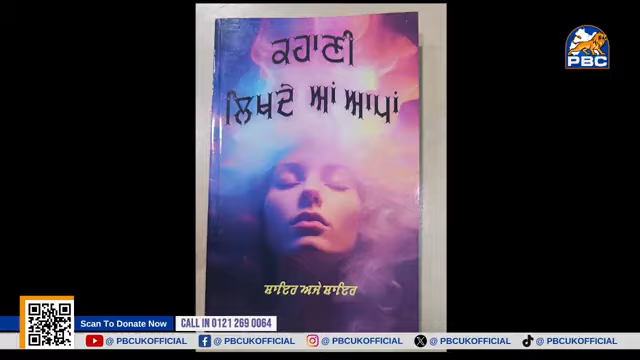 ਕਹਾਣੀ
ਲਿਖਦੇ ਆਂ ਆਪਾਂ
ਸ਼ਾਇਰ ਅਸੇ ਸ਼ਾਇਰ
PBC
Scan To Donate Now
CALL IN 0121 269 0064
@ PBCUKOFFICIAL
@ PBCUKOFFICIAL
@ PBCUKOFFICIAL
@ PBCUKOFFICIAL
@ PBCUKOFFICIAL